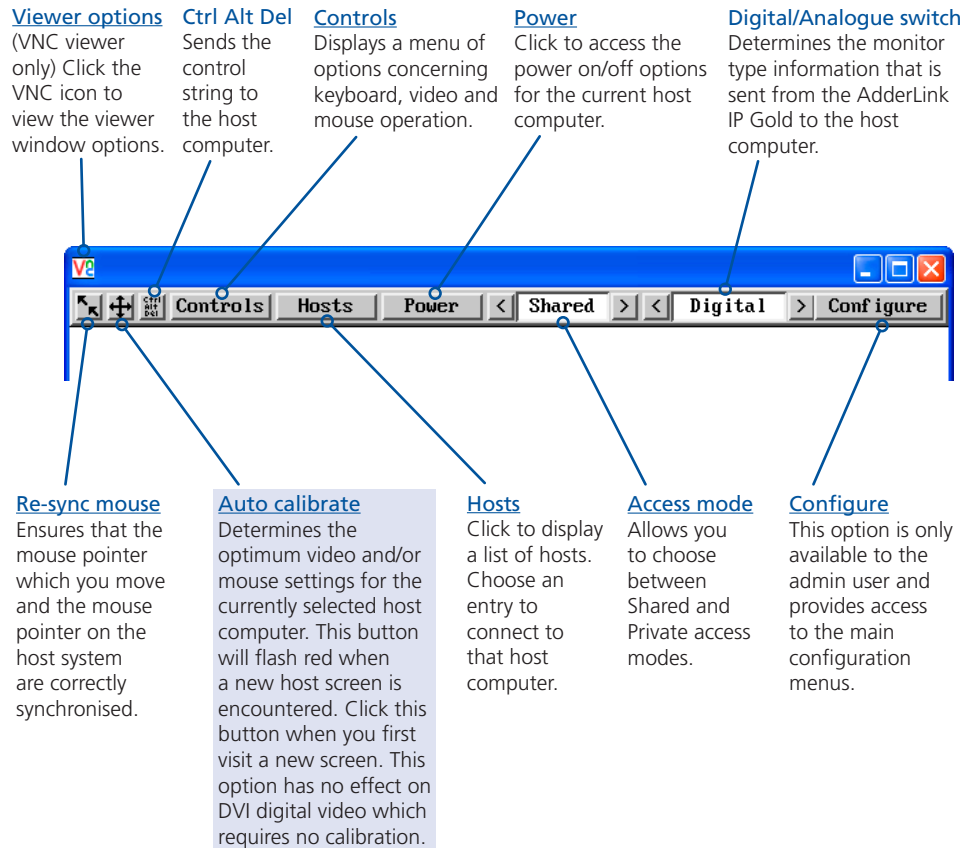 Viewer options
(VNC viewer
only) Click the
VNC icon to
view the viewer
window options.
Ctrl Alt Del
Sends the
control
string to
the host
computer.
Controls
Displays a menu of
options concerning
keyboard, video and
mouse operation.
Power
Click to access the
power on/off options
for the current host
computer.
Digital/Analogue switch
Determines the monitor
type information that is
sent from the AdderLink
IP Gold to the host
computer.
Ctrl
Alt
Del
Controls
Hosts
Power
< Shared >
< Digital >
Configure
Re-sync mouse
Ensures that the
mouse pointer
which you move
and the mouse
pointer on the
host system
are correctly
synchronised.
Auto calibrate
Determines the
optimum video and/or
mouse settings for the
currently selected host
computer. This button
will flash red when
a new host screen is
encountered. Click this
button when you first
visit a new screen. This
option has no effect on
DVI digital video which
requires no calibration.
Hosts
Click to display
a list of hosts.
Choose an
entry to
connect to
that host
computer.
Access mode
Allows you
to choose
between
Shared and
Private access
modes.
Configure
This option is only
available to the
admin user and
provides access
to the main
configuration
menus.